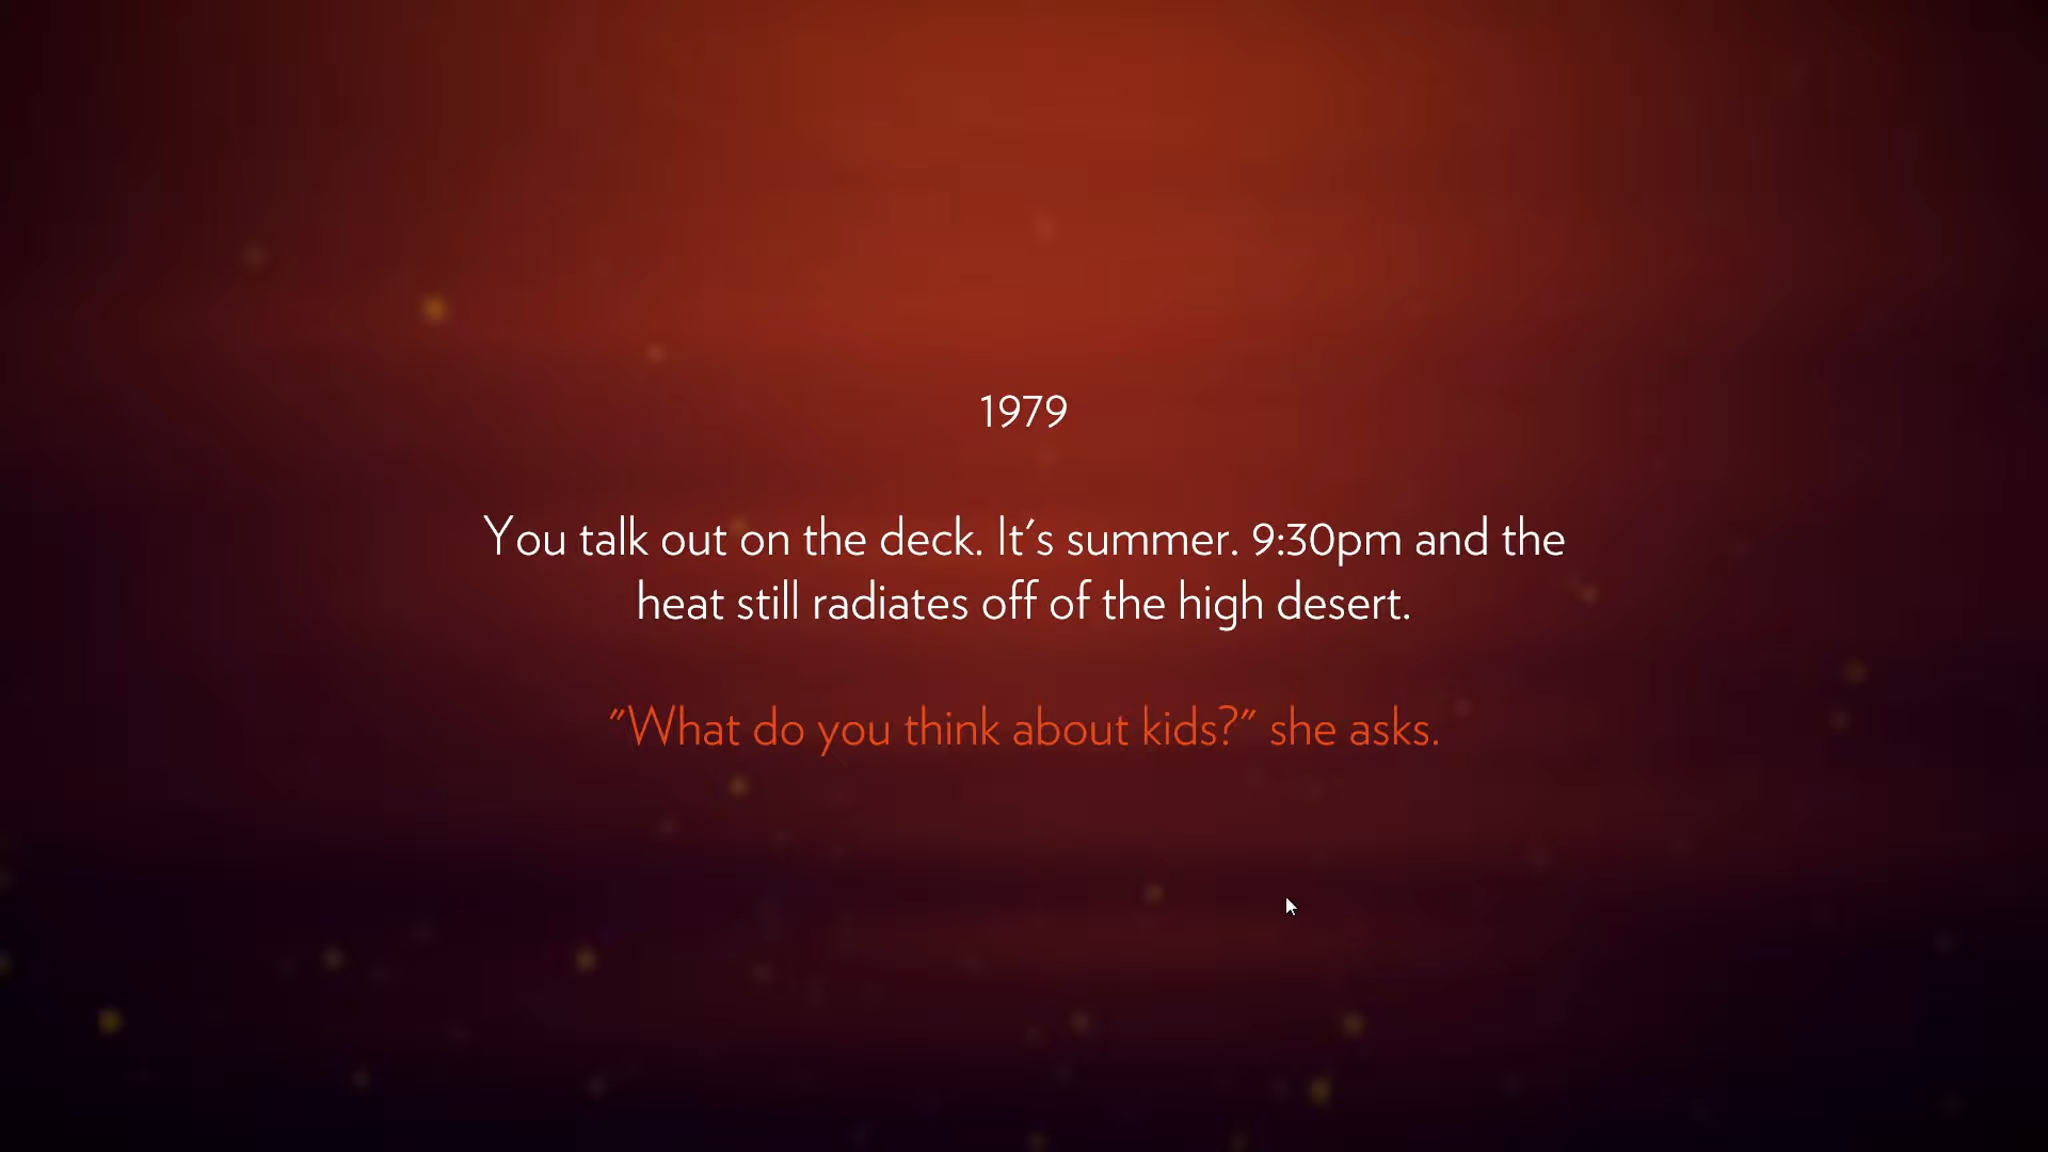 1979
You talk out on the deck. It's summer. 9:30pm and the
heat still radiates off of the high desert.
"What do you think about kids?" she asks.